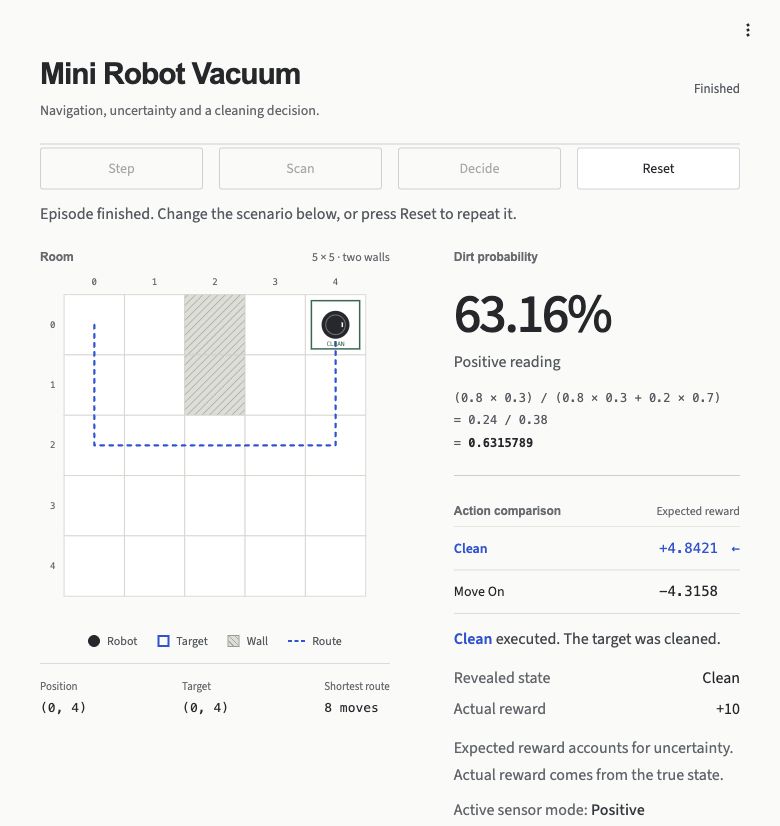 Mini Robot Vacuum
Finished
Navigation, uncertainty and a cleaning decision.
Step
Scan
Decide
Reset
Episode finished. Change the scenario below, or press Reset to repeat it.
Room
5 × 5 · two walls
0 1 2 3 4
0
CLEAN
1
2
3
4
Robot
Target
Wall
Route
Position
Target
Shortest route
(0, 4)
(0, 4)
8 moves
Dirt probability
63.16%
Positive reading
(0.8 × 0.3) / (0.8 × 0.3 + 0.2 × 0.7)
= 0.24 / 0.38
= 0.6315789
Action comparison
Expected reward
Clean +4.8421 ←
Move On −4.3158
Clean executed. The target was cleaned.
Revealed state Clean
Actual reward +10
Expected reward accounts for uncertainty.
Actual reward comes from the true state.
Active sensor mode: Positive